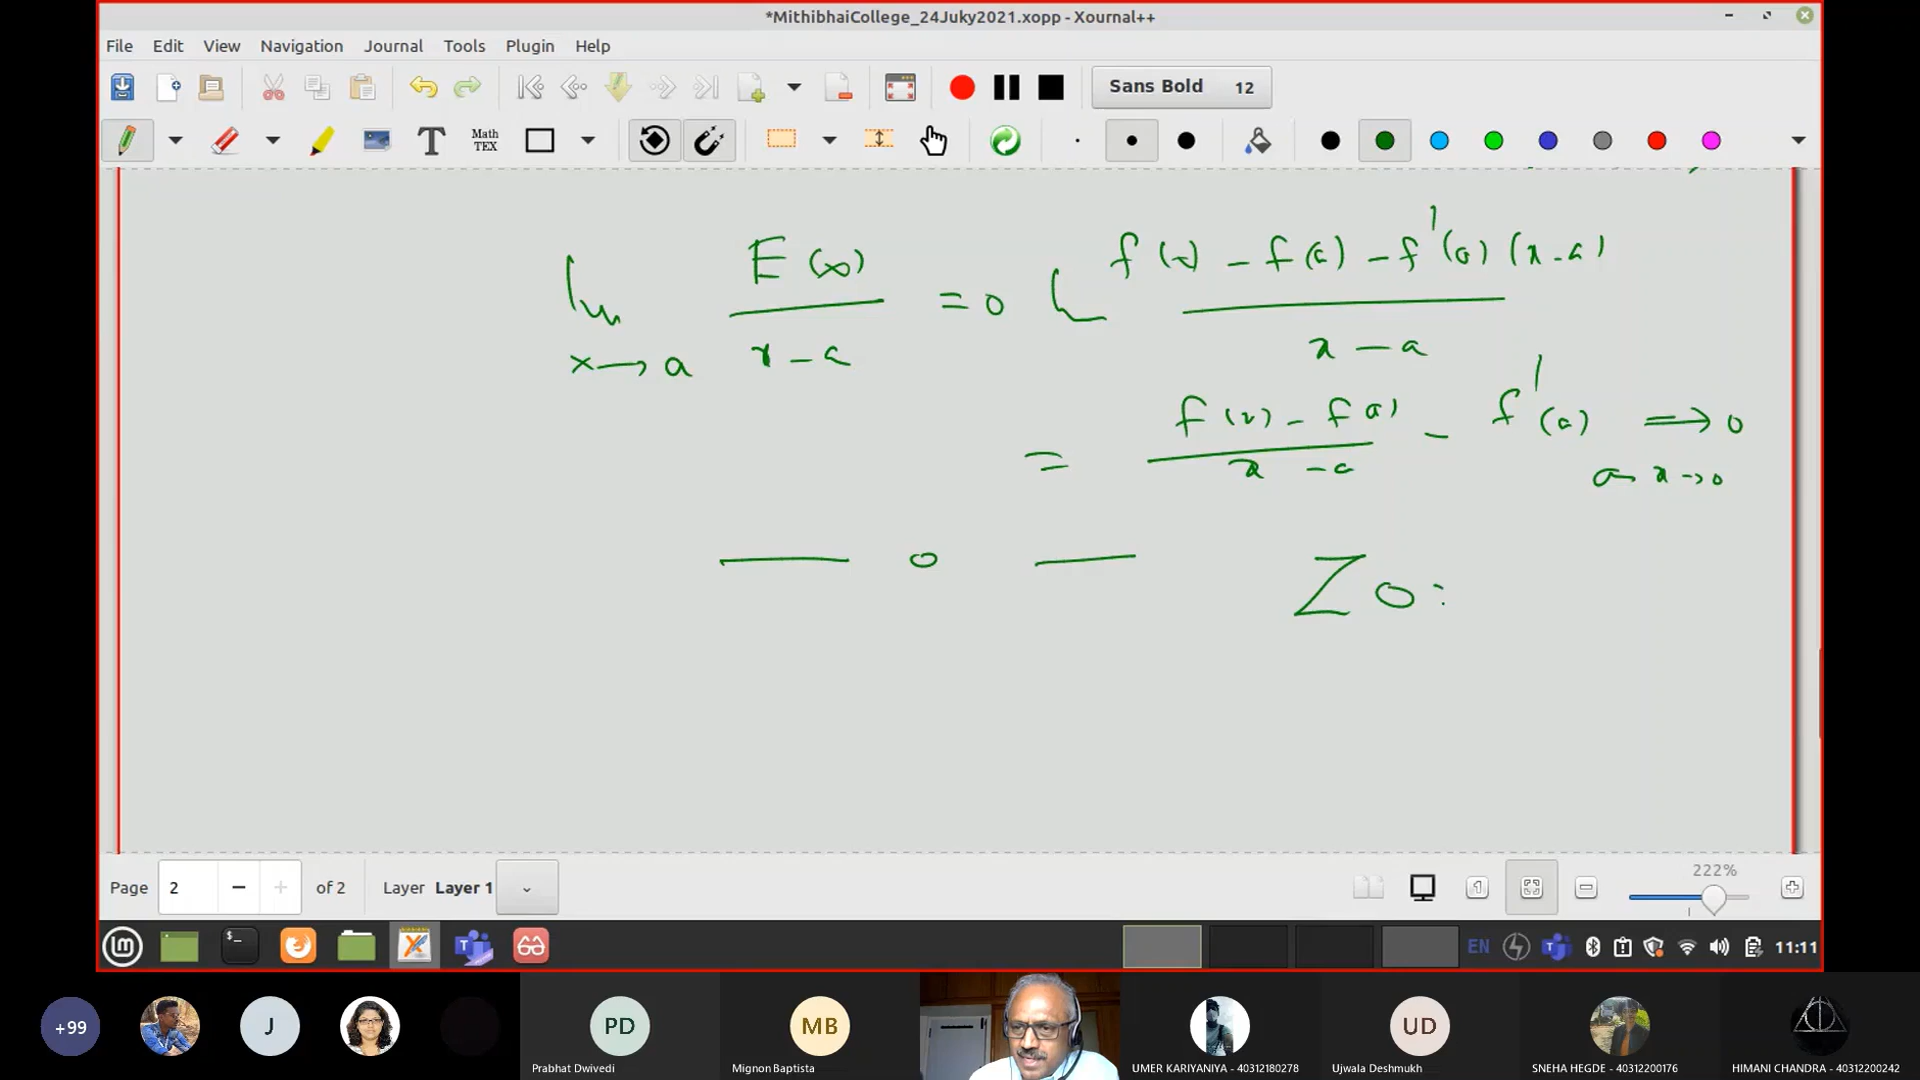 *MithibhaiCollege_24Juky2021.xopp - Xournal++
File Edit View Navigation Journal Tools Plugin Help
Sans Bold 12
T Math TEX
lim x→a E(x) / x-a = 0 L f(x) - f(a) - f'(a) (x-a) / x-a
= f(x) - f(a) / x-a - f'(a) ⟹ 0
as x→0
— o — Zo:
Page 2 of 2 Layer Layer 1 222%
EN 11:11
+99 J PD MB UD
Prabhat Dwivedi Mignon Baptista UMER KARIYANIYA - 40312180278 Ujwala Deshmukh SNEHA HEGDE - 40312200176 HIMANI CHANDRA - 40312200242